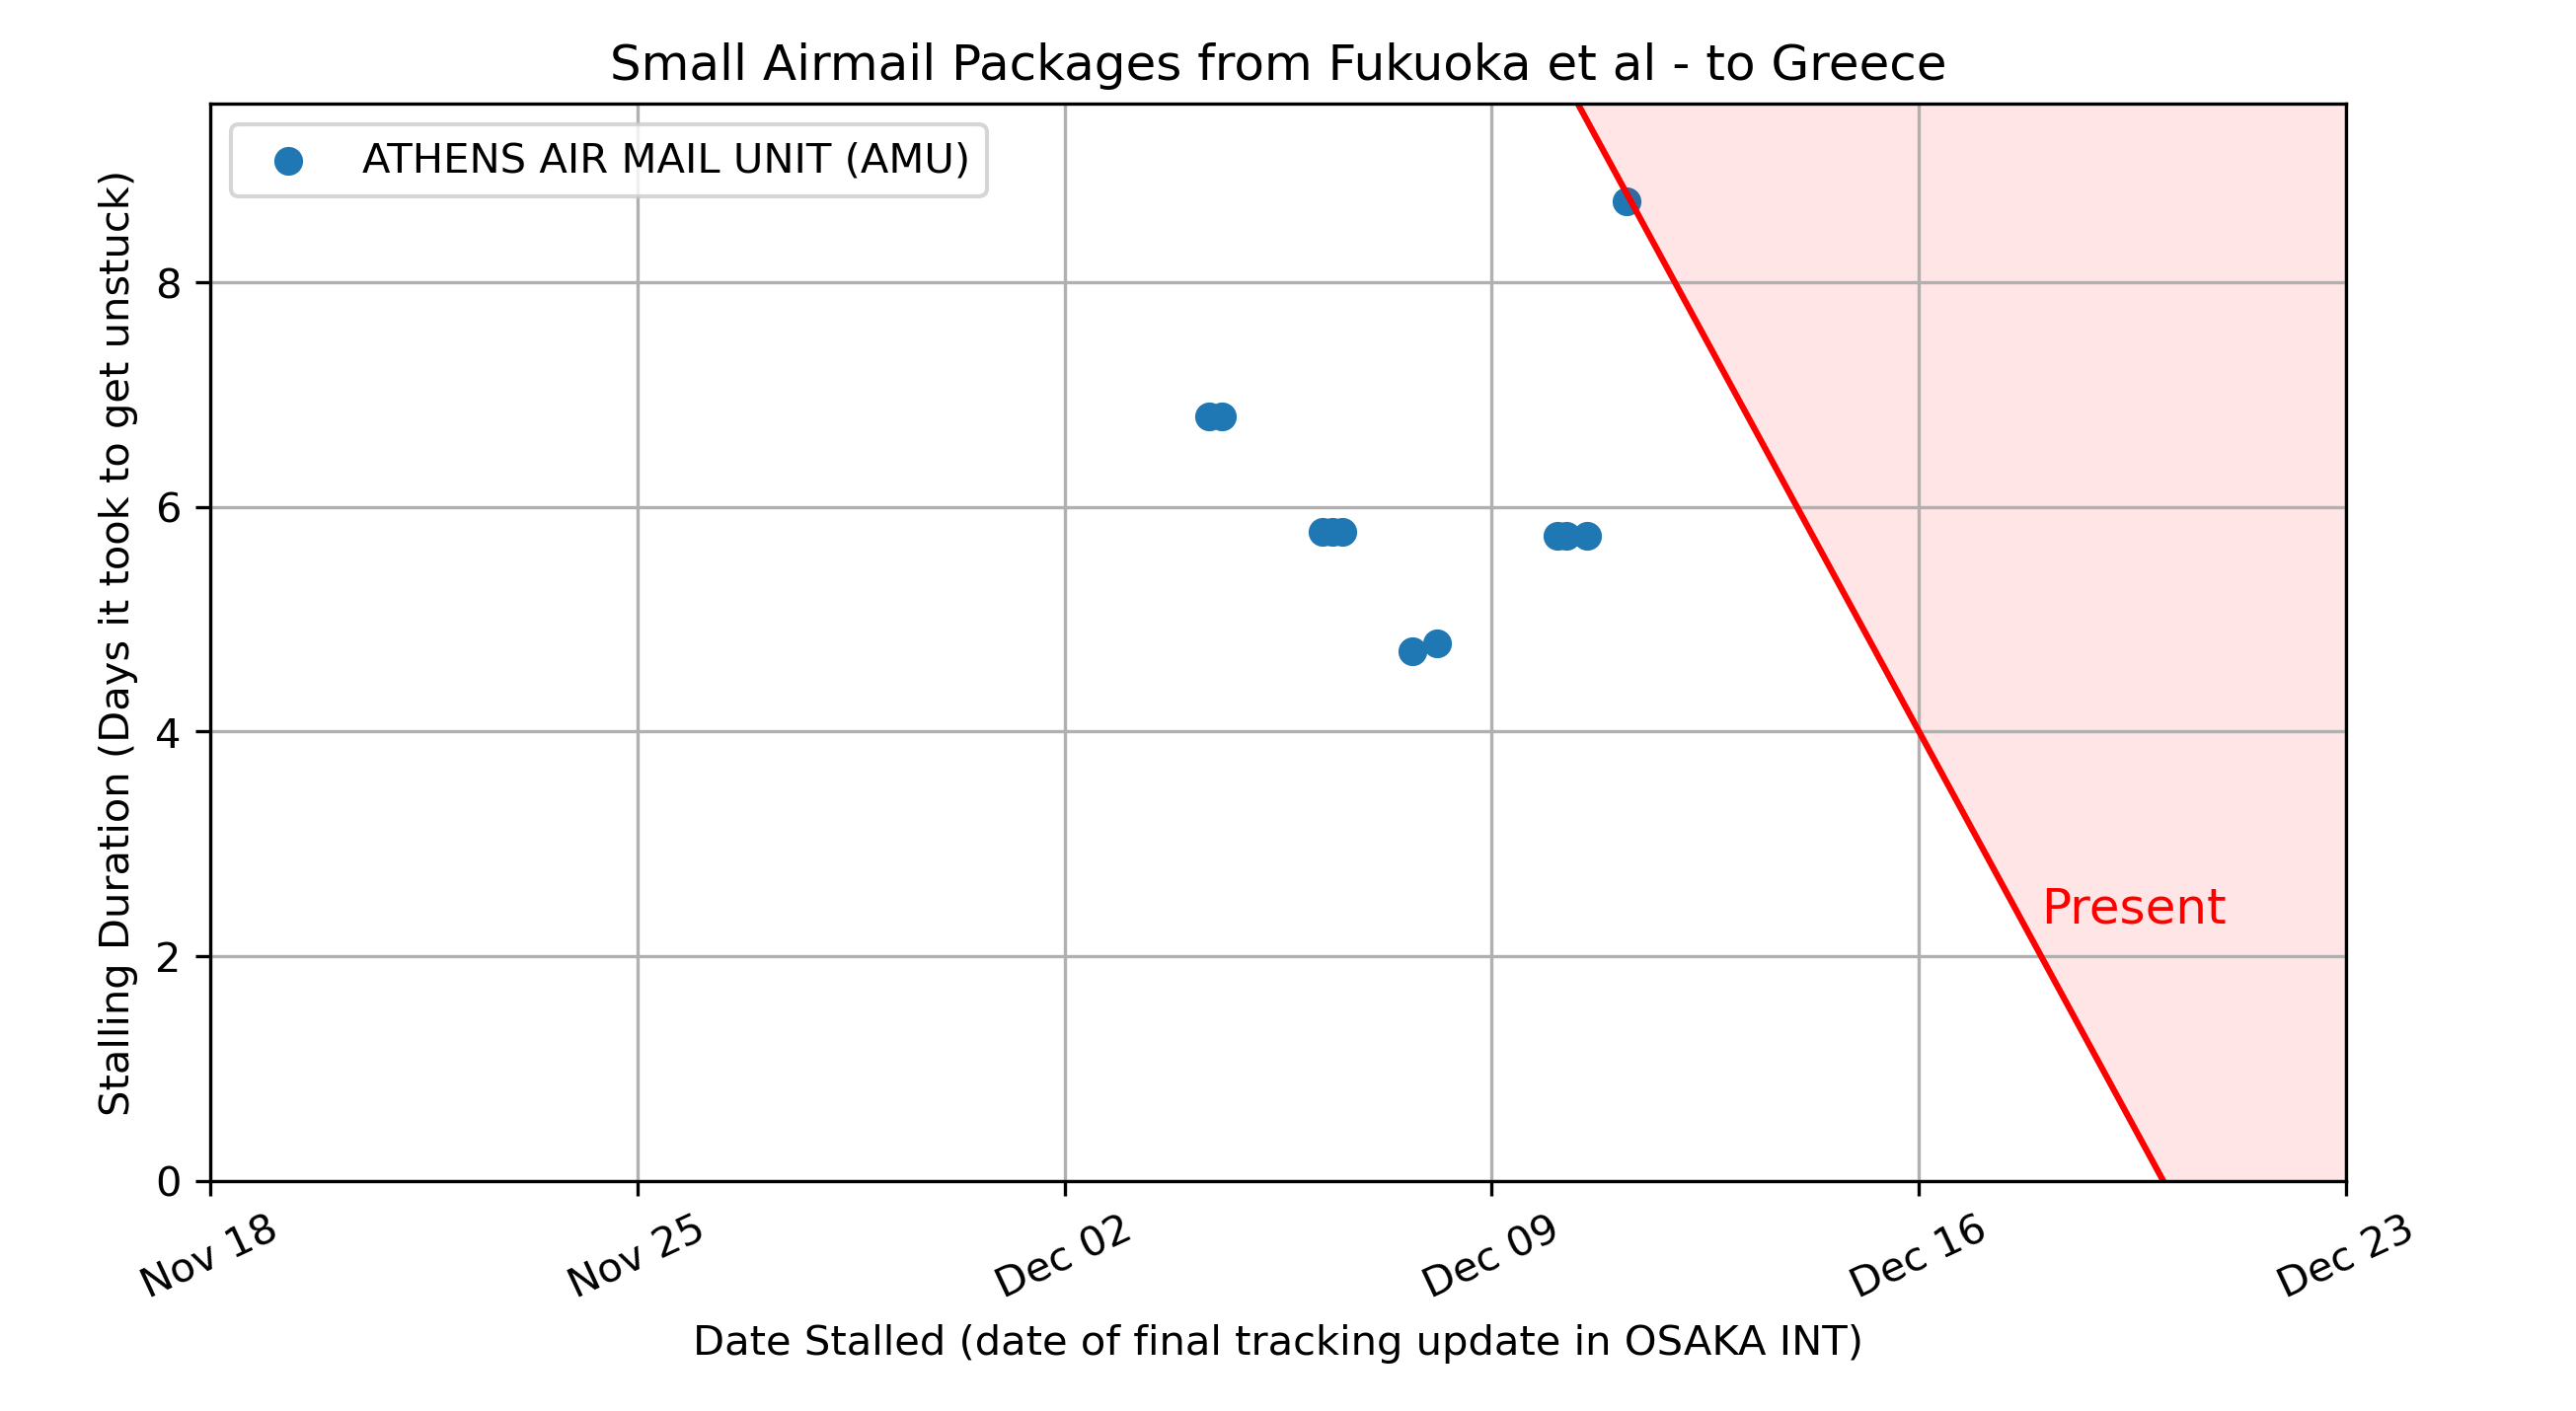 Small Airmail Packages from Fukuoka et al - to Greece
ATHENS AIR MAIL UNIT (AMU)
Stalling Duration (Days it took to get unstuck)
8
6
4
2
0
Present
Nov 18
Nov 25
Dec 02
Dec 09
Dec 16
Dec 23
Date Stalled (date of final tracking update in OSAKA INT)